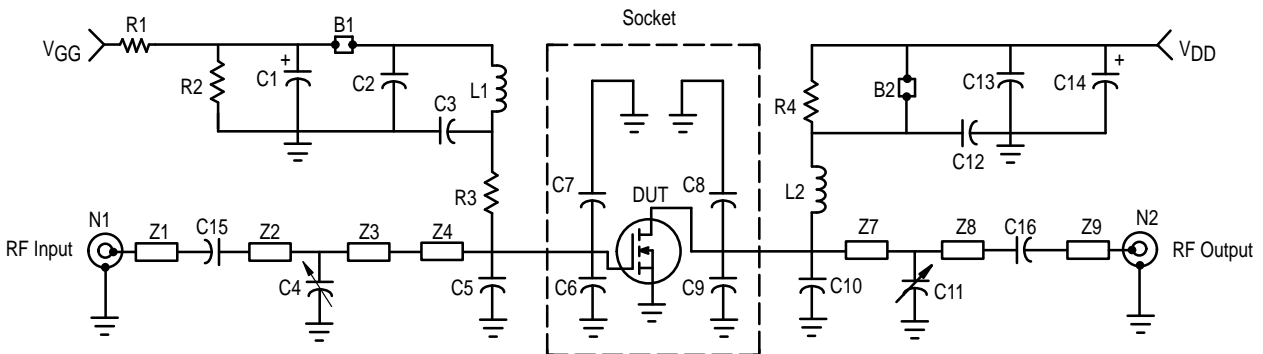 Socket
R1
B1
VGG
+
R2
C1
C2
L1
C3
R3
C7
C8
DUT
R4
B2
C13
C14
+
VDD
C12
L2
N1
RF Input
Z1
C15
Z2
Z3
Z4
C4
C5
C6
C9
C10
Z7
C11
Z8
C16
Z9
N2
RF Output